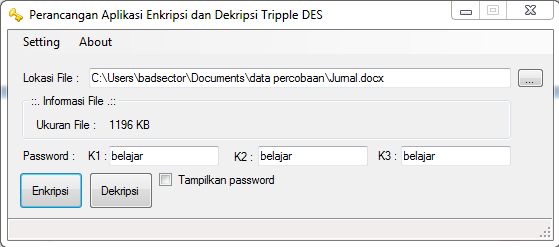 Perancangan Aplikasi Enkripsi dan Dekripsi Tripple DES
Setting About
Lokasi File : C:\Users\badsector\Documents\data percobaan\Jurnal.docx ...
::. Informasi File .::
Ukuran File : 1196 KB
Password : K1 : belajar K2 : belajar K3 : belajar
Enkripsi Dekripsi Tampilkan password